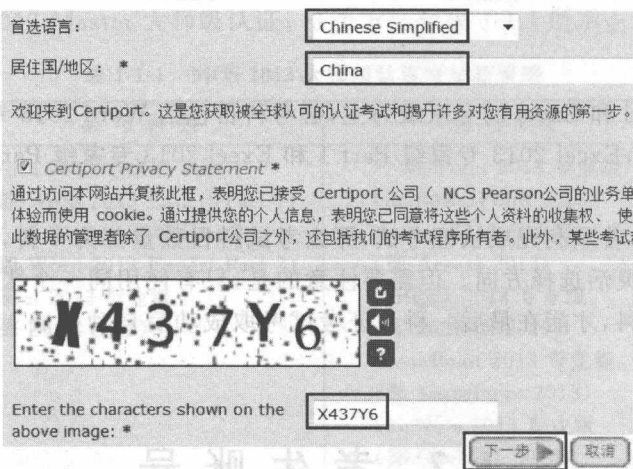 首选语言： Chinese Simplified
居住国/地区： * China
欢迎来到Certiport。这是您获取被全球认可的认证考试和揭开许多对您有用资源的第一步。
Certiport Privacy Statement *
通过访问本网站并复核此框，表明您已接受 Certiport 公司（ NCS Pearson公司的业务单
体验而使用 cookie。通过提供您的个人信息，表明您已同意将这些个人资料的收集权、 使
此数据的管理者除了 Certiport公司之外，还包括我们的考试程序所有者。此外，某些考试
X437Y6
?
Enter the characters shown on the X437Y6
above image: *
下一步 取消